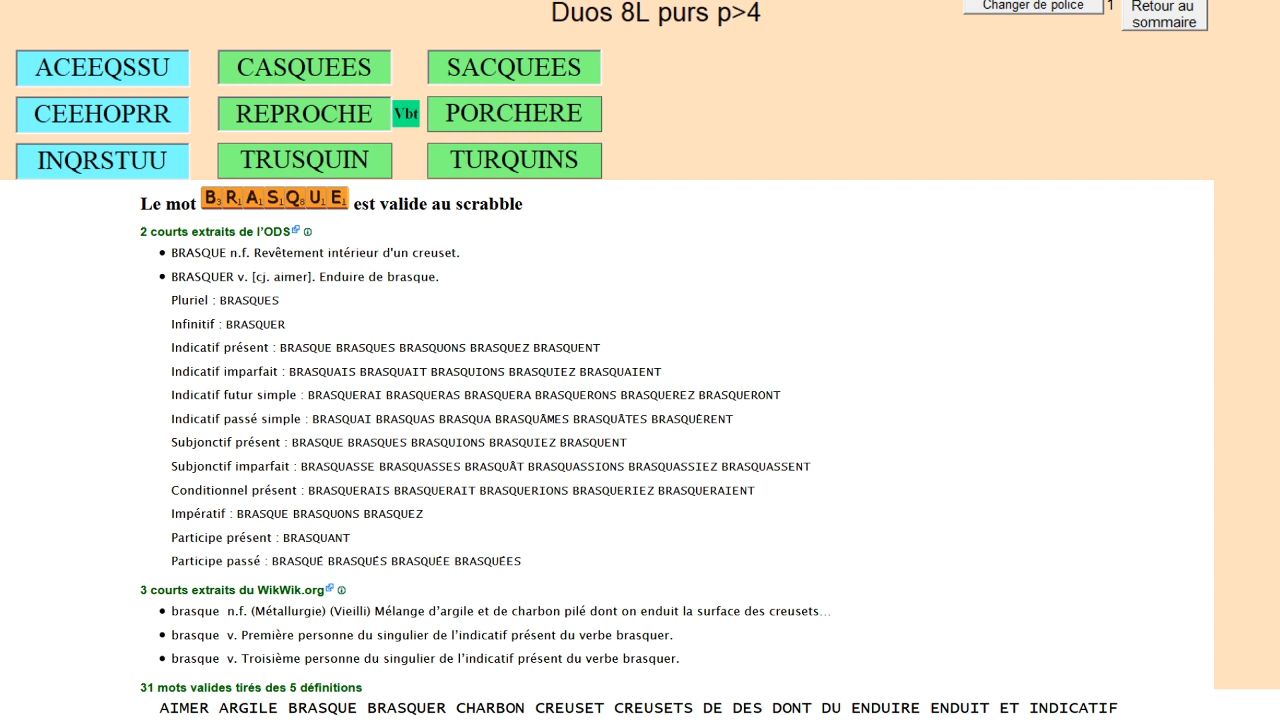 Duos 8L purs p>4
Changer de police 1 Retour au sommaire
ACEEQSSU CASQUEES SACQUEES
CEEHOPRR REPROCHE Vbt PORCHERE
INQRSTUU TRUSQUIN TURQUINS
Le mot B3R1A1S1Q8U1E1 est valide au scrabble
2 courts extraits de l’ODS
• BRASQUE n.f. Revêtement intérieur d'un creuset.
• BRASQUER v. [cj. aimer]. Enduire de brasque.
Pluriel : BRASQUES
Infinitif : BRASQUER
Indicatif présent : BRASQUE BRASQUES BRASQUONS BRASQUEZ BRASQUENT
Indicatif imparfait : BRASQUAIS BRASQUAIT BRASQUIONS BRASQUIEZ BRASQUAIENT
Indicatif futur simple : BRASQUERAI BRASQUERAS BRASQUERA BRASQUERONS BRASQUEREZ BRASQUERONT
Indicatif passé simple : BRASQUAI BRASQUAS BRASQUA BRASQUÂMES BRASQUÂTES BRASQUÈRENT
Subjonctif présent : BRASQUE BRASQUES BRASQUIONS BRASQUIEZ BRASQUENT
Subjonctif imparfait : BRASQUASSE BRASQUASSES BRASQUÂT BRASQUASSIONS BRASQUASSIEZ BRASQUASSENT
Conditionnel présent : BRASQUERAIS BRASQUERAIT BRASQUERIONS BRASQUERIEZ BRASQUERAIENT
Impératif : BRASQUE BRASQUONS BRASQUEZ
Participe présent : BRASQUANT
Participe passé : BRASQUÉ BRASQUÉS BRASQUÉE BRASQUÉES
3 courts extraits du WikWik.org
• brasque n.f. (Métallurgie) (Vieilli) Mélange d’argile et de charbon pilé dont on enduit la surface des creusets…
• brasque v. Première personne du singulier de l’indicatif présent du verbe brasquer.
• brasque v. Troisième personne du singulier de l’indicatif présent du verbe brasquer.
31 mots valides tirés des 5 définitions
AIMER ARGILE BRASQUE BRASQUER CHARBON CREUSET CREUSETS DE DES DONT DU ENDUIRE ENDUIT ET INDICATIF